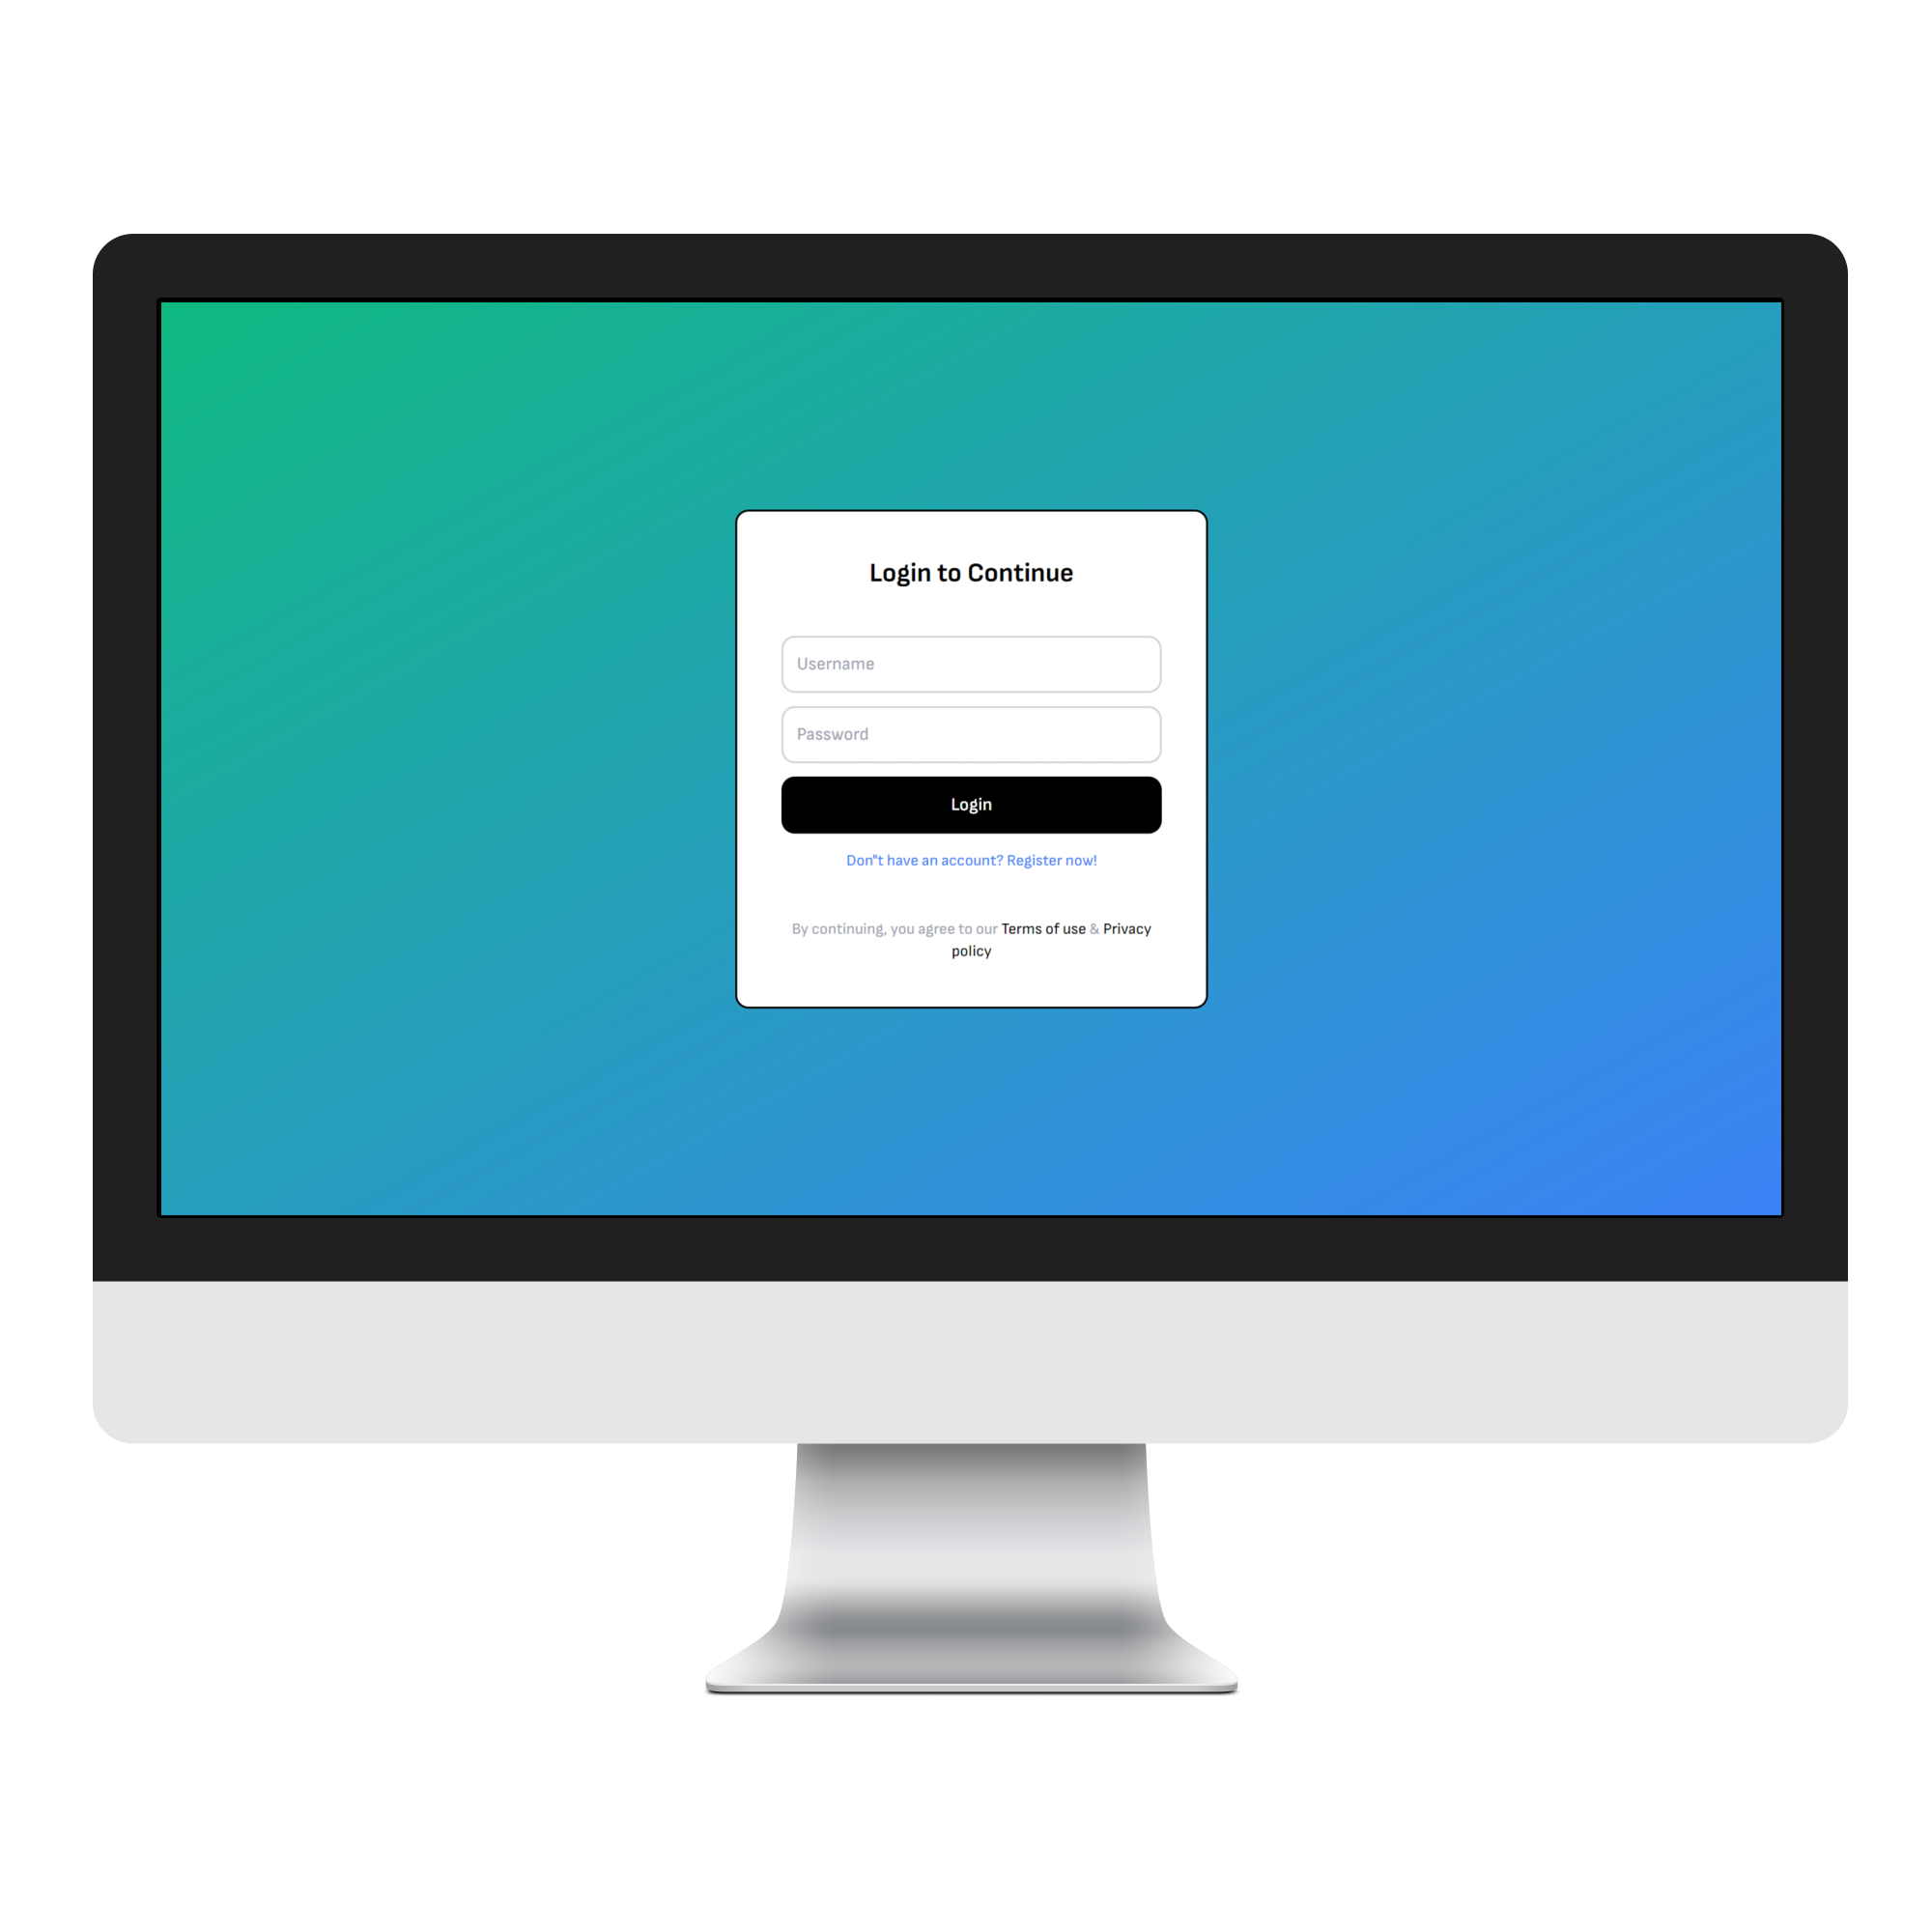 Login to Continue
Username
Password
Login
Don"t have an account? Register now!
By continuing, you agree to our Terms of use & Privacy
policy